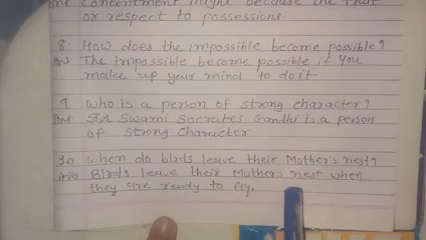 Ans Contentment might because the that
or respect to possessions.
8. How does the impossible become possible?
Ans The impossible become possible if you
make up your mind to do it
9. who is a person of strong character?
Ans Swami Socrates Gandhi is a person
of strong Character
10 when do birds leave their Mother's nest?
Ans Birds leave their Mother's nest when
they are ready to fly.